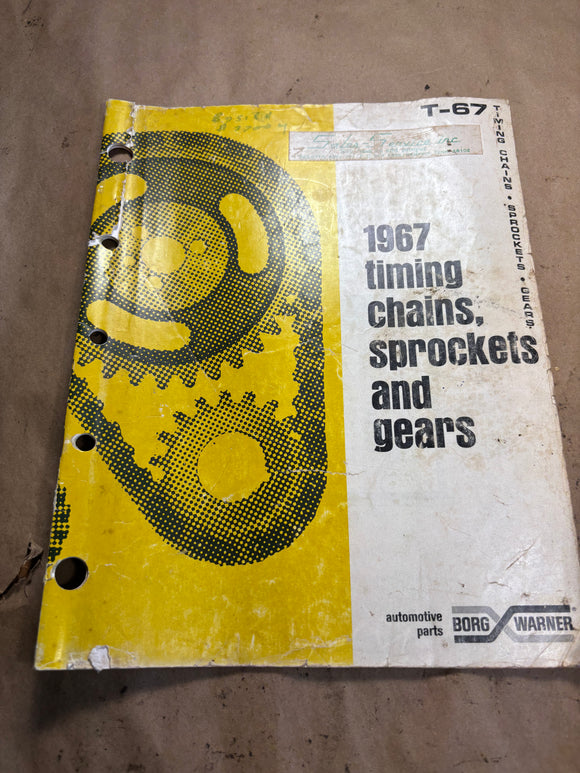 T-67
TIMING CHAINS • SPROCKETS • GEARS
1967
timing
chains,
sprockets
and
gears
automotive
parts
BORG WARNER